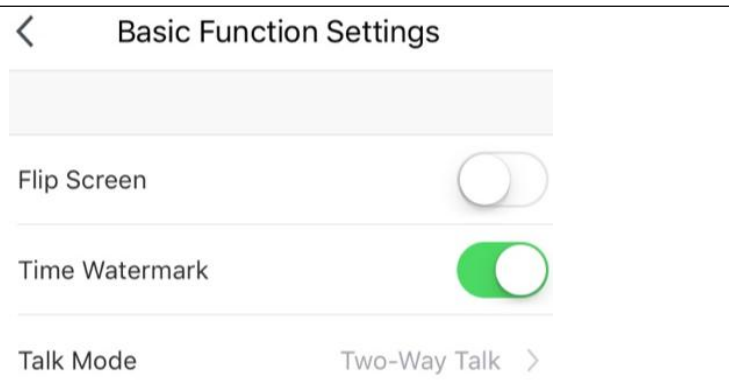 Basic Function Settings
Flip Screen
Time Watermark
Talk Mode Two-Way Talk